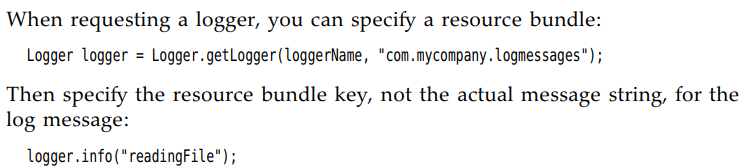 When requesting a logger, you can specify a resource bundle:
Logger logger = Logger.getLogger(loggerName, "com.mycompany.logmessages");
Then specify the resource bundle key, not the actual message string, for the
log message:
logger.info("readingFile");